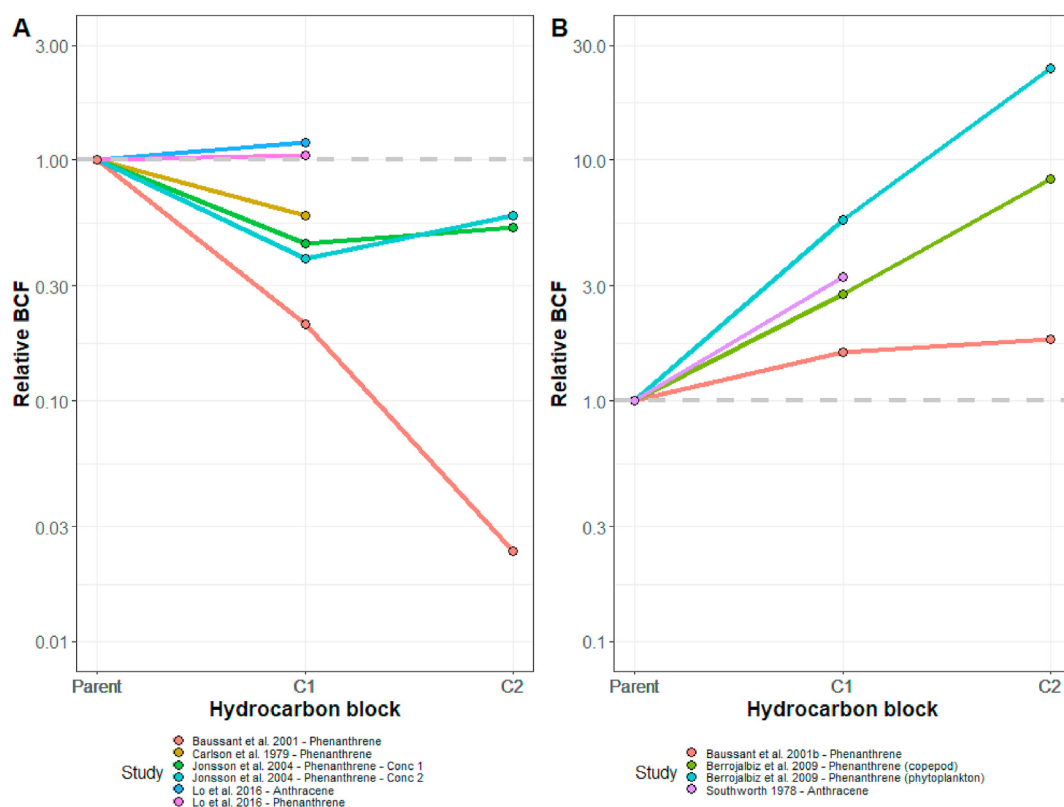 A
3.00
1.00
0.30
0.10
0.03
0.01
Relative BCF
Parent C1 C2
Hydrocarbon block
Study
Baussant et al. 2001 - Phenanthrene
Carlson et al. 1979 - Phenanthrene
Jonsson et al. 2004 - Phenanthrene - Conc 1
Jonsson et al. 2004 - Phenanthrene - Conc 2
Lo et al. 2016 - Anthracene
Lo et al. 2016 - Phenanthrene
B
30.0
10.0
3.0
1.0
0.3
0.1
Relative BCF
Parent C1 C2
Hydrocarbon block
Study
Baussant et al. 2001b - Phenanthrene
Berrojalbiz et al. 2009 - Phenanthrene (copepod)
Berrojalbiz et al. 2009 - Phenanthrene (phytoplankton)
Southworth 1978 - Anthracene